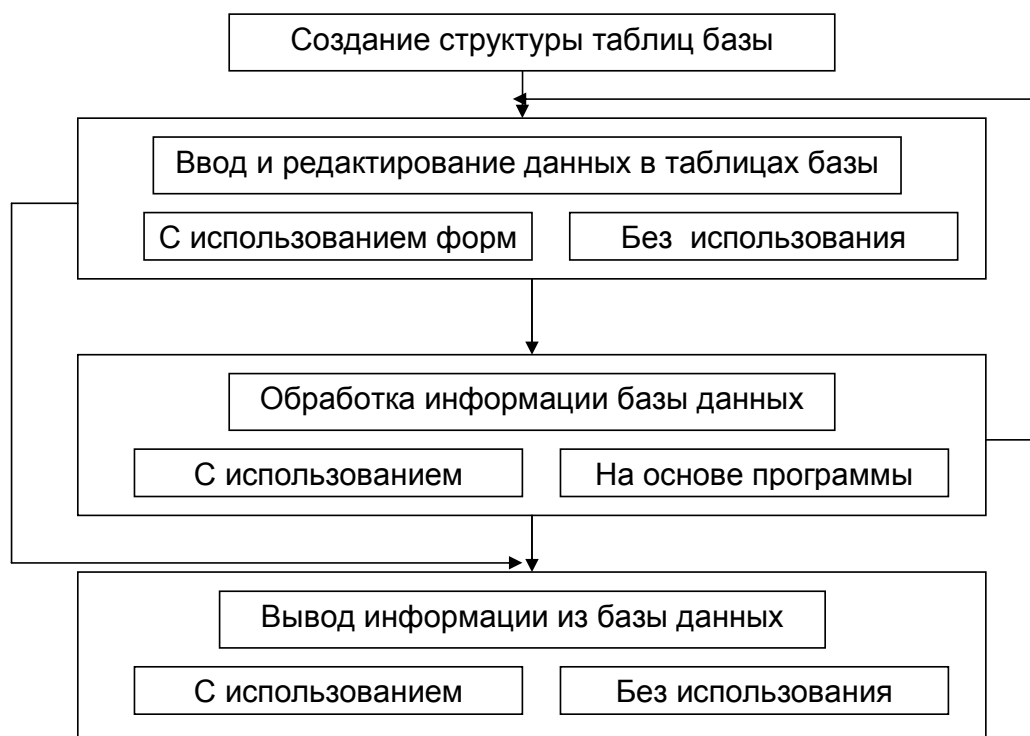 Создание структуры таблиц базы
Ввод и редактирование данных в таблицах базы
С использованием форм
Без использования
Обработка информации базы данных
С использованием
На основе программы
Вывод информации из базы данных
С использованием
Без использования